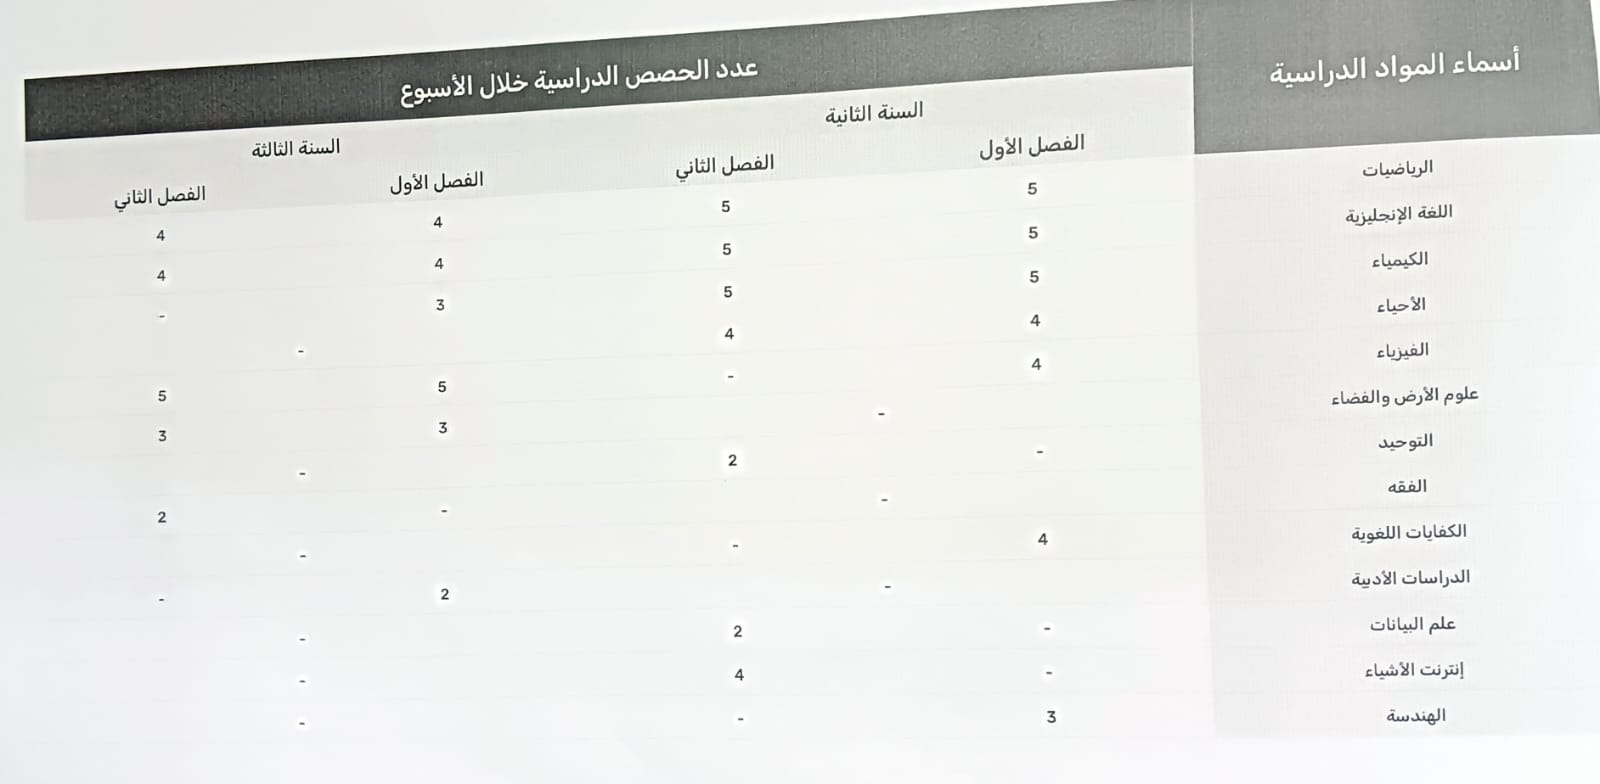 أسماء المواد الدراسية عدد الحصص الدراسية خلال الأسبوع
السنة الثانية السنة الثالثة
الفصل الأول الفصل الثاني الفصل الأول الفصل الثاني
الرياضيات 5 5 4 4
اللغة الإنجليزية 5 5 4 4
الكيمياء 5 5 3 -
الأحياء 4 4 -
الفيزياء 4 - 5 5
علوم الأرض والفضاء - 3 3
التوحيد - 2 -
الفقه - - 2
الكفايات اللغوية 4 - -
الدراسات الأدبية - 2 -
علم البيانات - 2 -
إنترنت الأشياء - 4 -
الهندسة 3 - -